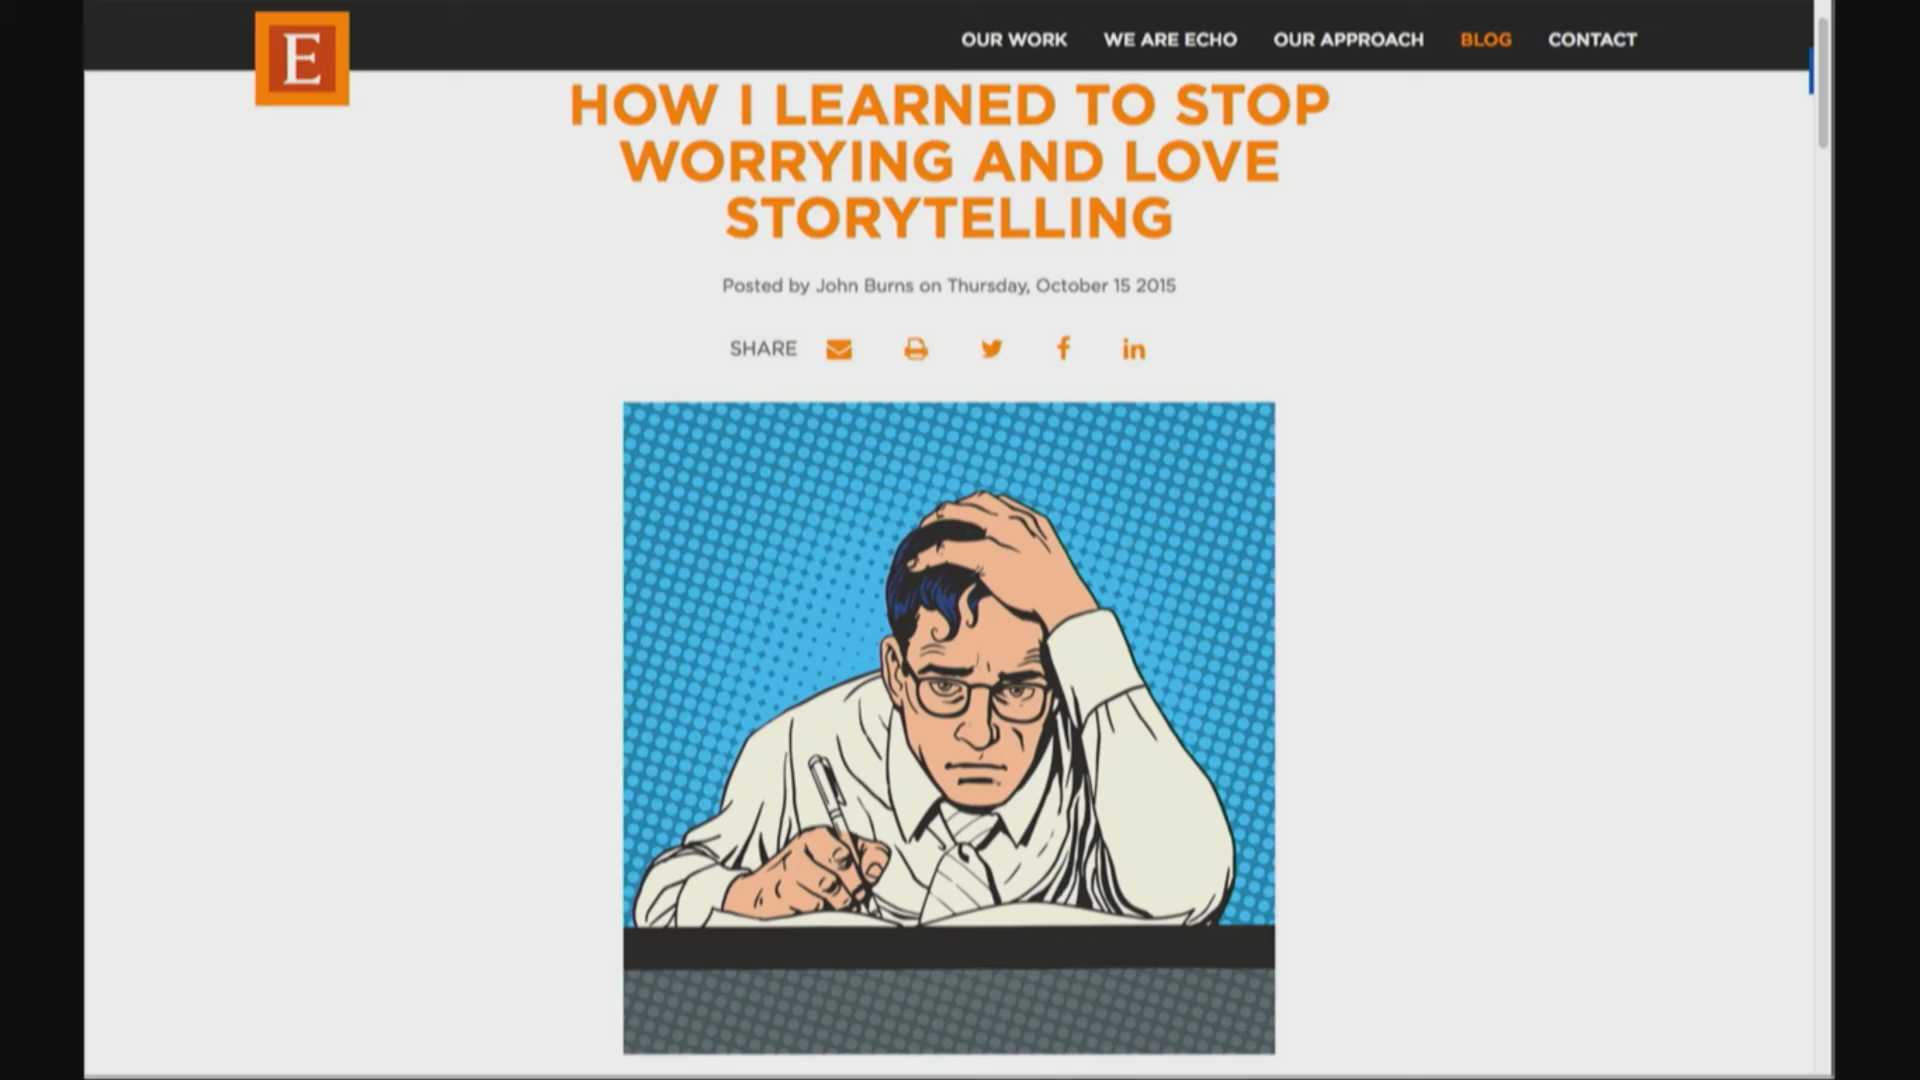 E
OUR WORK WE ARE ECHO OUR APPROACH BLOG CONTACT
HOW I LEARNED TO STOP
WORRYING AND LOVE
STORYTELLING
Posted by John Burns on Thursday, October 15 2015
SHARE